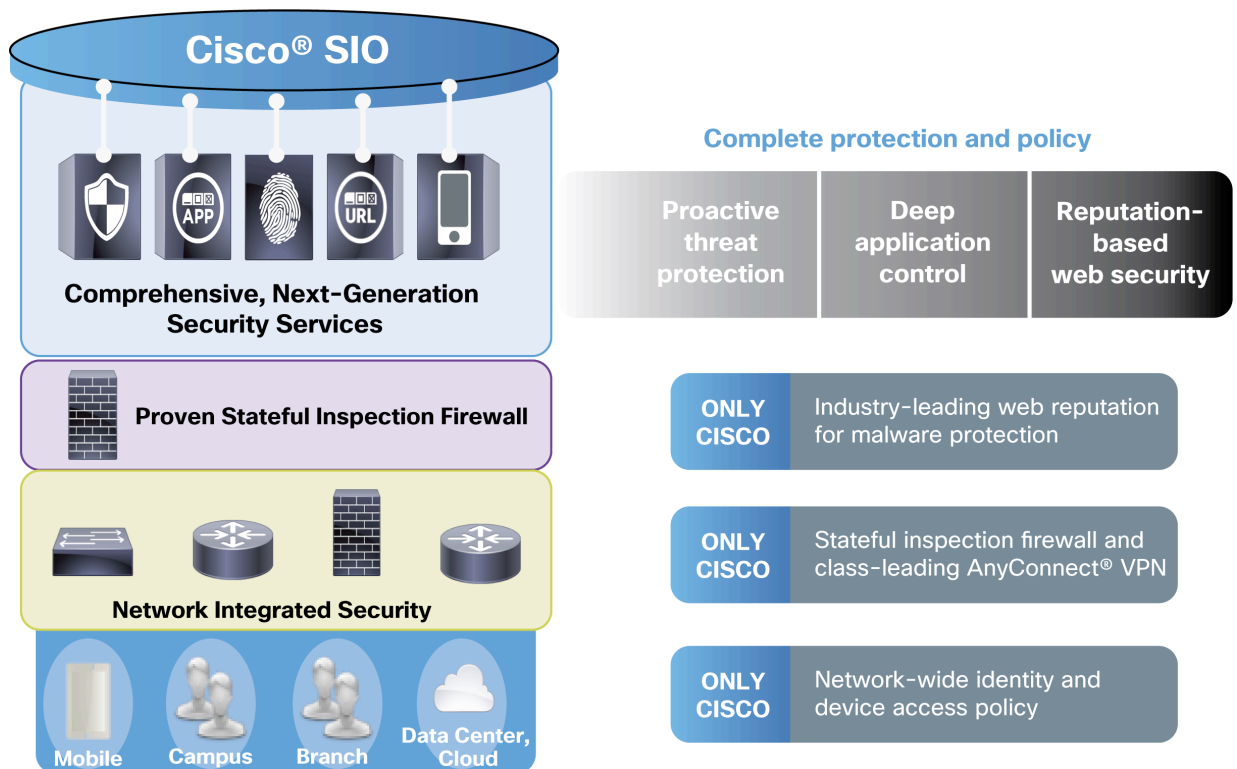 Cisco® SIO
APP
URL
Comprehensive, Next-Generation
Security Services
Proven Stateful Inspection Firewall
Network Integrated Security
Mobile
Campus
Branch
Data Center,
Cloud
Complete protection and policy
Proactive
threat
protection
Deep
application
control
Reputation-
based
web security
ONLY
CISCO
Industry-leading web reputation
for malware protection
ONLY
CISCO
Stateful inspection firewall and
class-leading AnyConnect® VPN
ONLY
CISCO
Network-wide identity and
device access policy